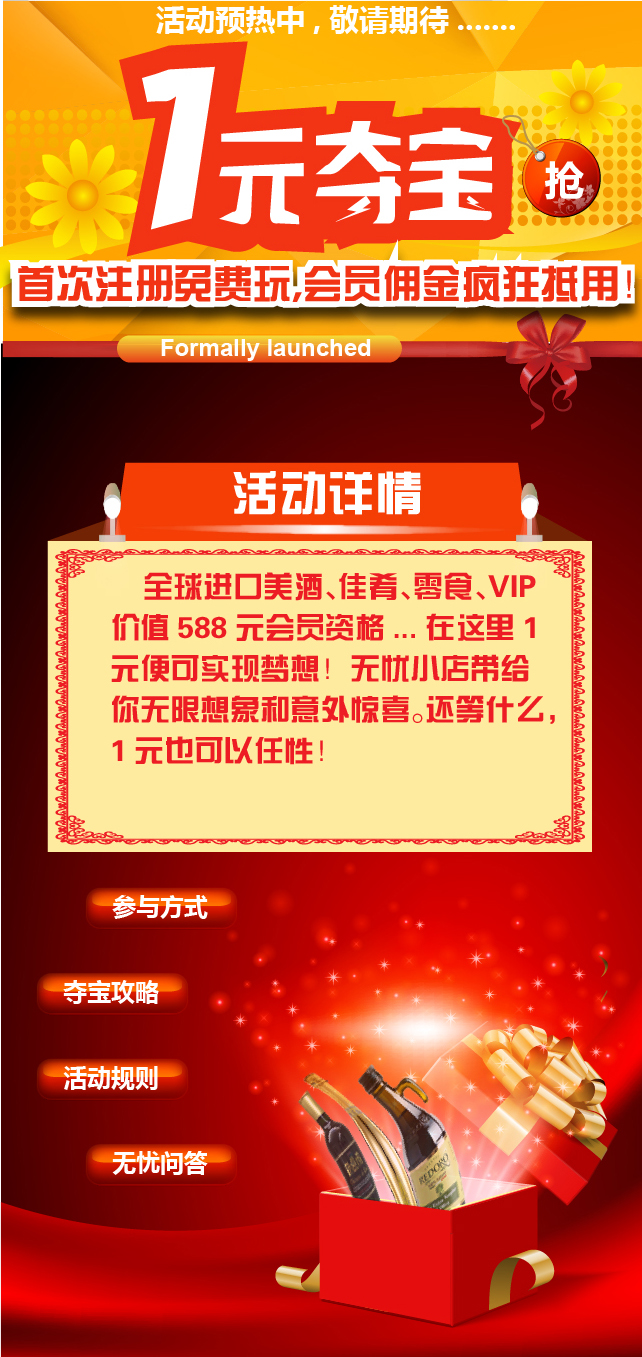 活动预热中，敬请期待.......
1元夺宝
抢
首次注册免费玩,会员佣金疯狂抵用！
Formally launched
活动详情
全球进口美酒、佳肴、零食、VIP
价值 588 元会员资格 ... 在这里 1
元便可实现梦想！无忧小店带给
你无限想象和意外惊喜。还等什么，
1 元也可以任性！
参与方式
夺宝攻略
活动规则
无忧问答
REDORO